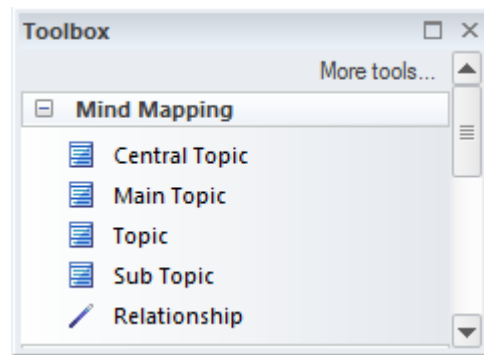 Toolbox
More tools...
Mind Mapping
Central Topic
Main Topic
Topic
Sub Topic
Relationship